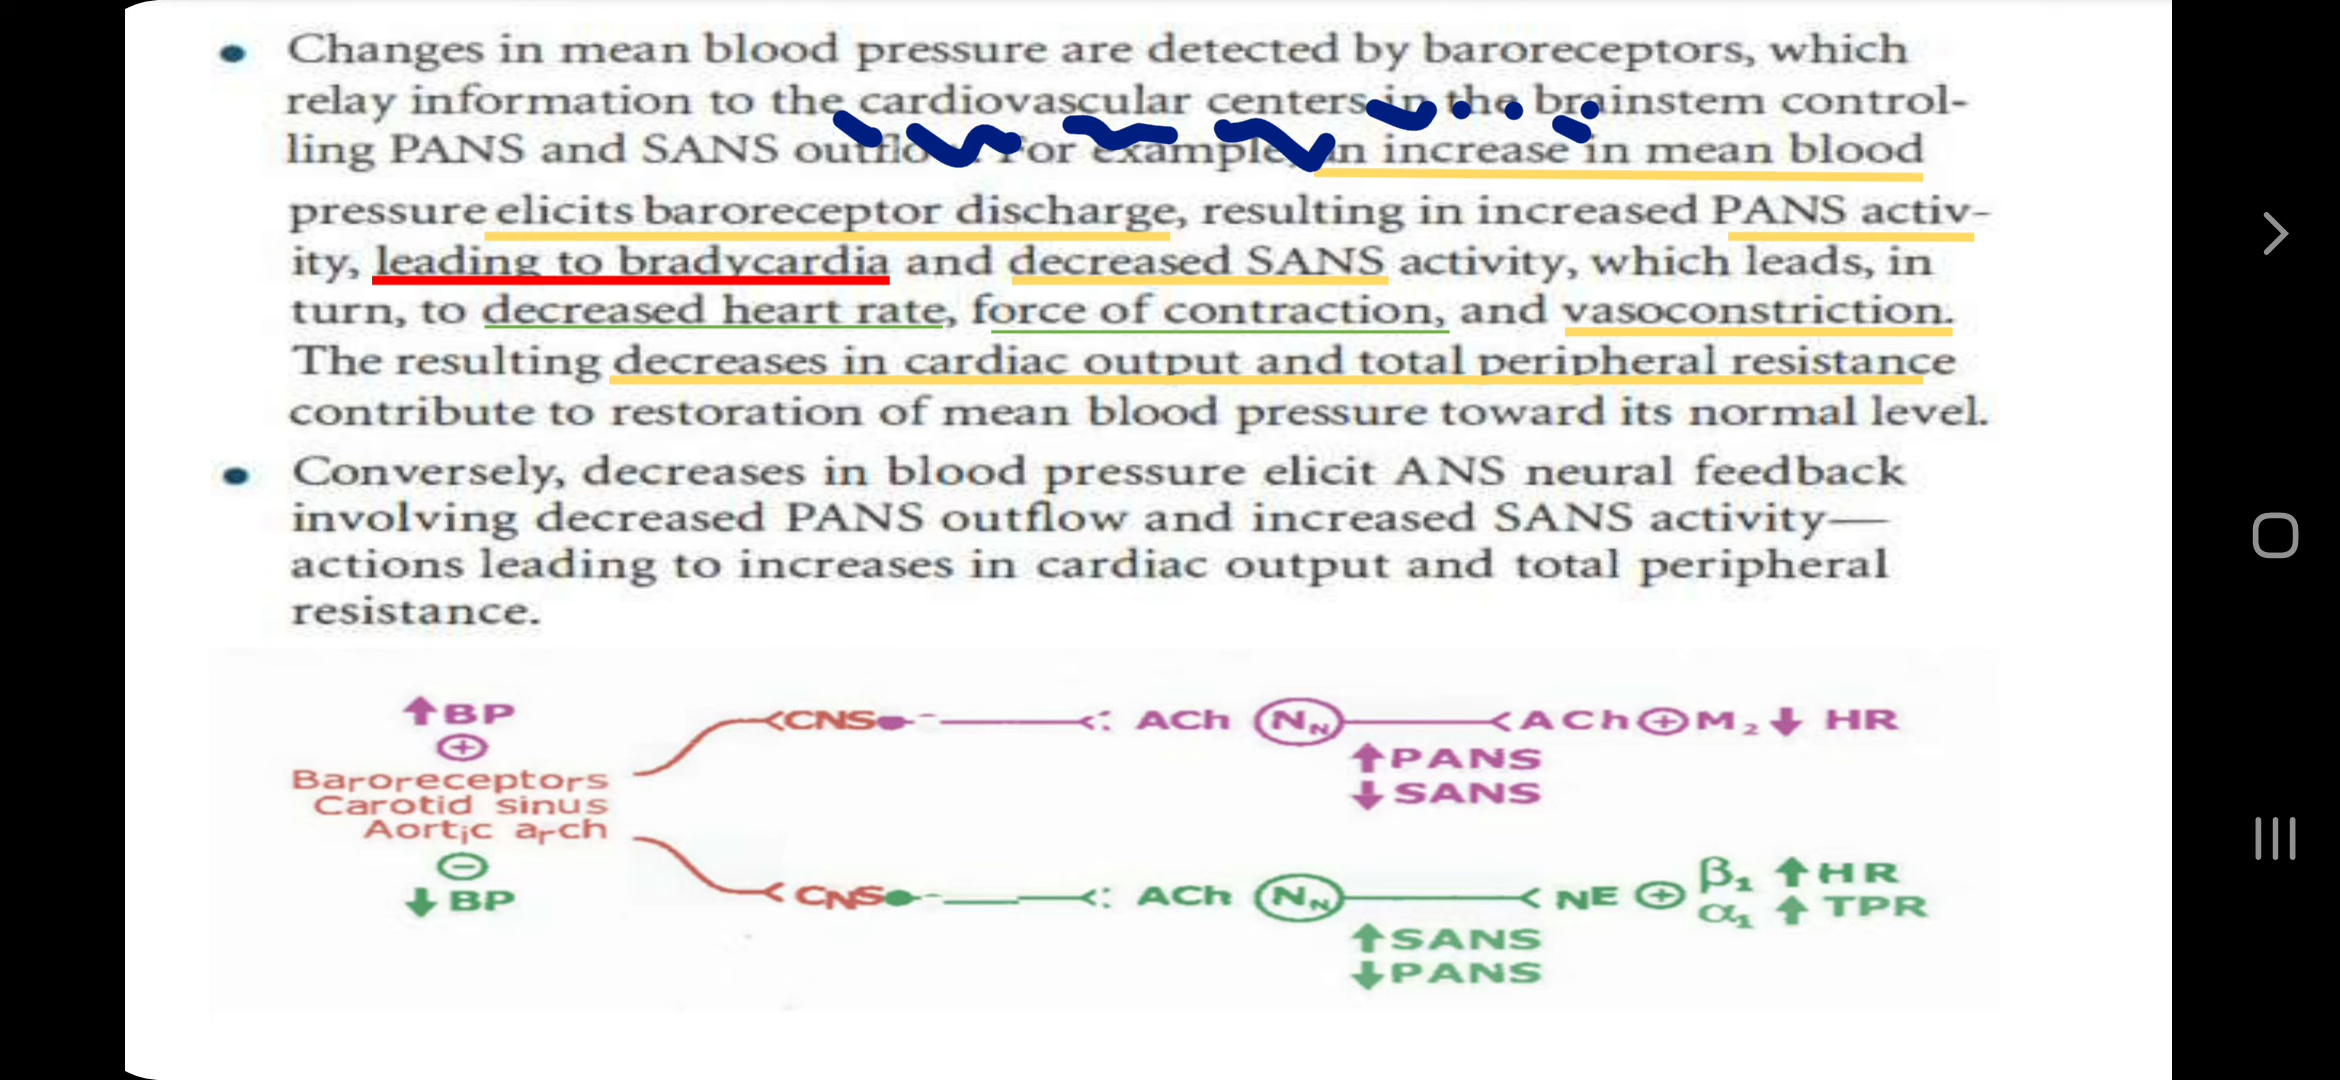 Changes in mean blood pressure are detected by baroreceptors, which
relay information to the cardiovascular centers in the brainstem control-
ling PANS and SANS outflow. For example, an increase in mean blood
pressure elicits baroreceptor discharge, resulting in increased PANS activ-
ity, leading to bradycardia and decreased SANS activity, which leads, in
turn, to decreased heart rate, force of contraction, and vasoconstriction.
The resulting decreases in cardiac output and total peripheral resistance
contribute to restoration of mean blood pressure toward its normal level.
Conversely, decreases in blood pressure elicit ANS neural feedback
involving decreased PANS outflow and increased SANS activity—
actions leading to increases in cardiac output and total peripheral
resistance.
↑BP
+
Baroreceptors
Carotid sinus
Aortic arch
−
↓BP
CNS ACh N_N ACh + M₂ ↓ HR
↑PANS
↓SANS
CNS ACh N_N NE + β₁ ↑HR
α₁ ↑TPR
↑SANS
↓PANS